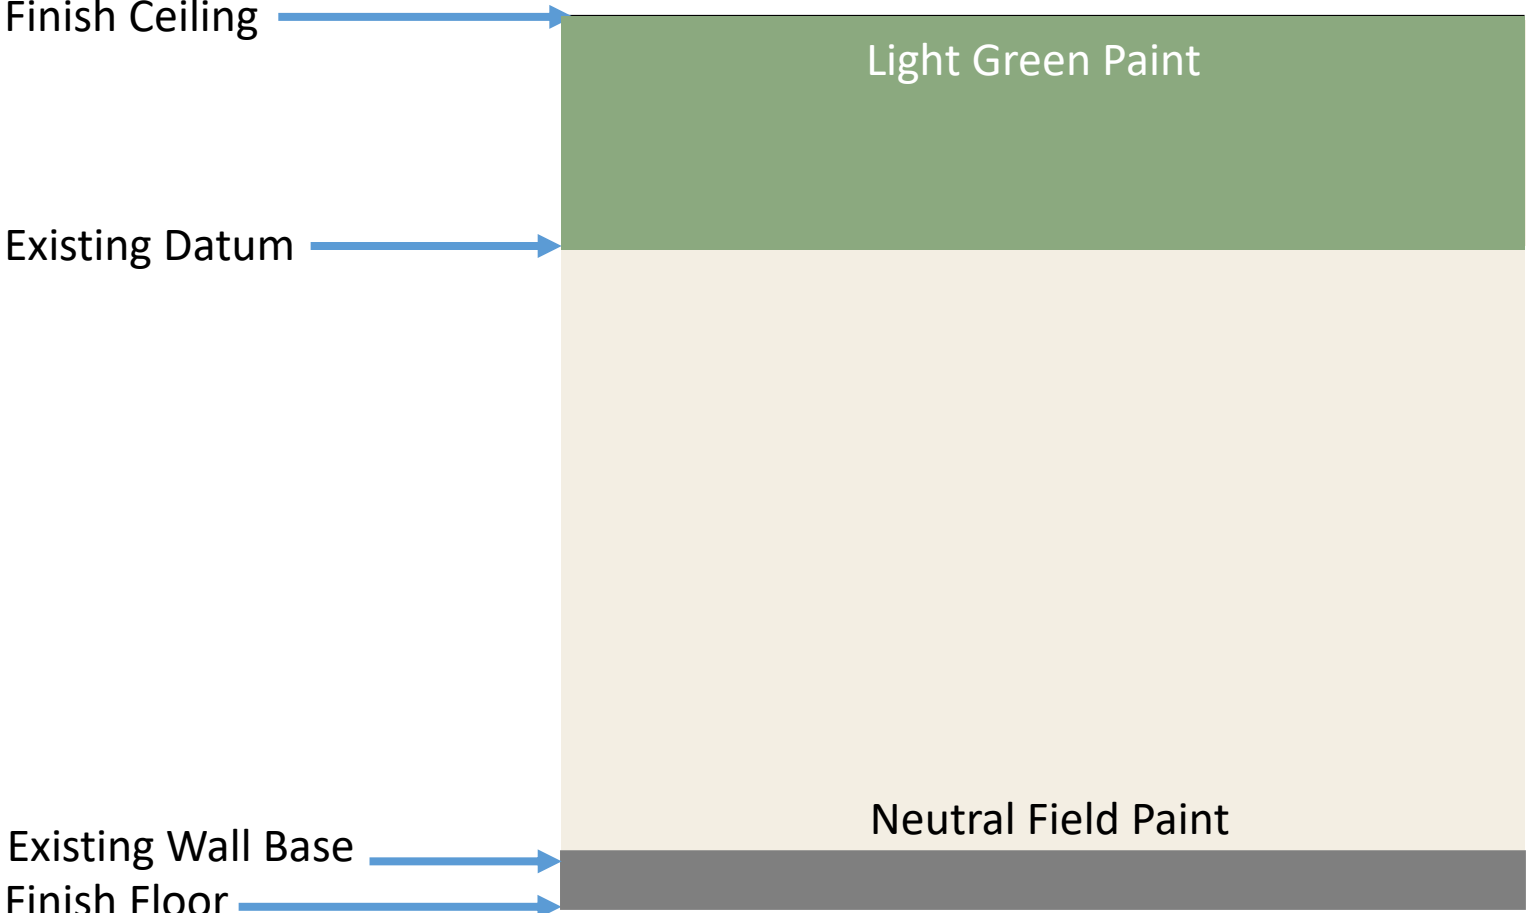 Finish Ceiling
Light Green Paint
Existing Datum
Neutral Field Paint
Existing Wall Base
Finish Floor